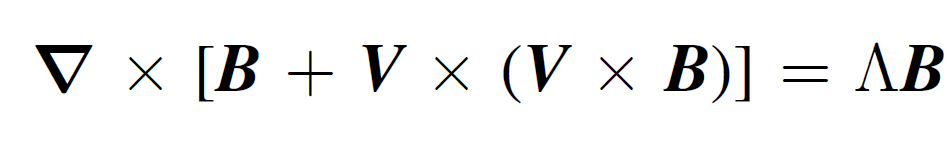 ∇ × [B + V × (V × B)] = ΛB